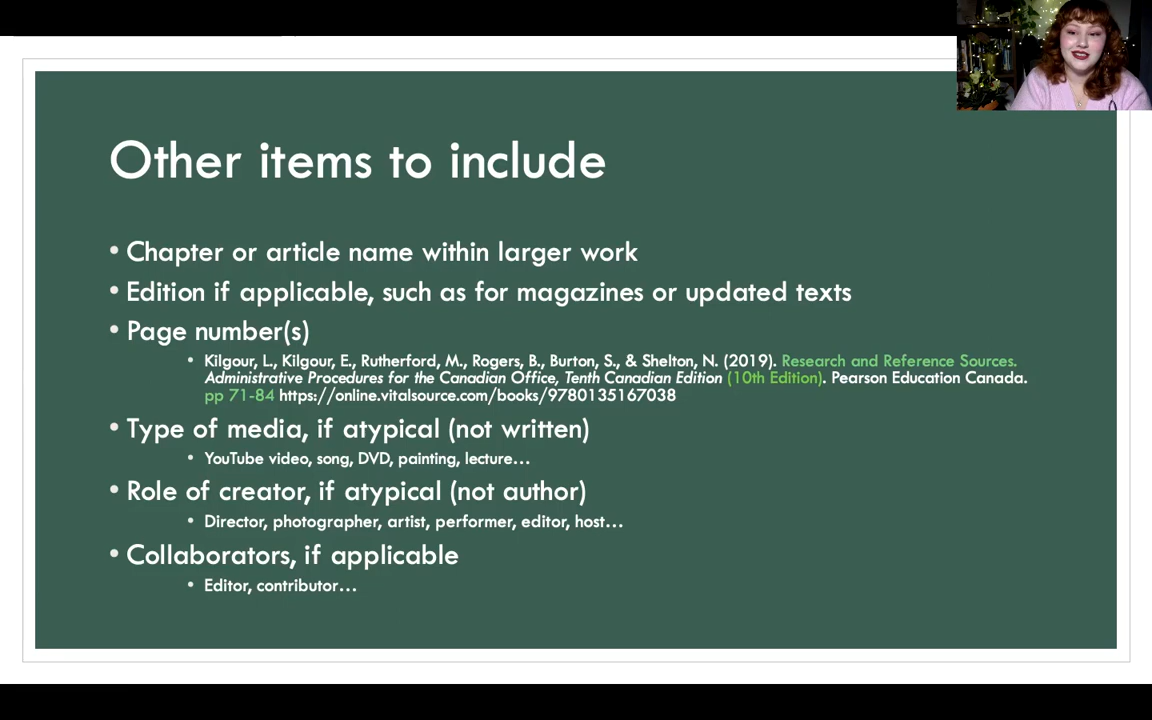 Other items to include
• Chapter or article name within larger work
• Edition if applicable, such as for magazines or updated texts
• Page number(s)
• Kilgour, L., Kilgour, E., Rutherford, M., Rogers, B., Burton, S., & Shelton, N. (2019). Research and Reference Sources.
Administrative Procedures for the Canadian Office, Tenth Canadian Edition (10th Edition). Pearson Education Canada.
pp 71-84 https://online.vitalsource.com/books/9780135167038
• Type of media, if atypical (not written)
• YouTube video, song, DVD, painting, lecture…
• Role of creator, if atypical (not author)
• Director, photographer, artist, performer, editor, host…
• Collaborators, if applicable
• Editor, contributor…